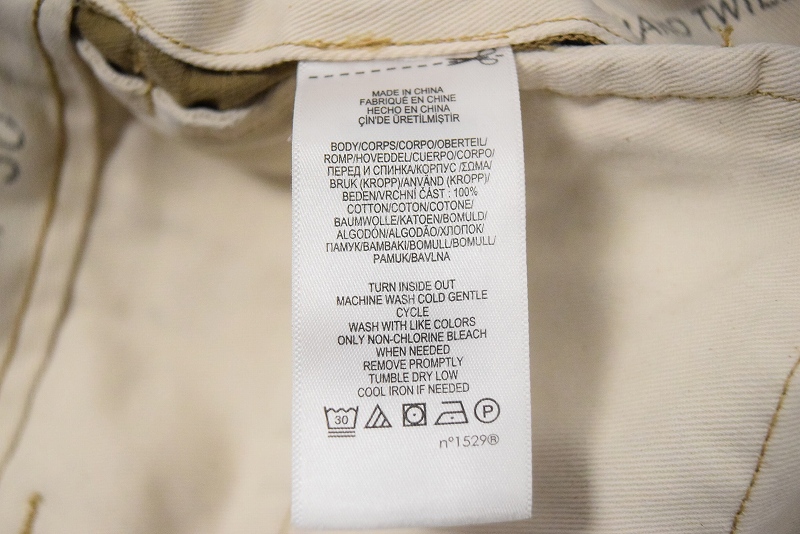 LAND TWILL
MADE IN CHINA
FABRIQUÉ EN CHINE
HECHO EN CHINA
ÇİN'DE ÜRETİLMİŞTİR
BODY/CORPS/CORPO/OBERTEIL/
ROMP/HOVEDDEL/CUERPO/CORPO/
ПЕРЕД И СПИНКА/КОРПУС /ΣΩΜΑ/
BRUK (KROPP)/ANVÄND (KROPP)/
BEDEN/VRCHNÍ ČÁST : 100%
COTTON/COTON/COTONE/
BAUMWOLLE/KATOEN/BOMULD/
ALGODÓN/ALGODÃO/ХЛОПОК/
ПАМУК/ΒΑΜΒΑΚΙ/BOMULL/BOMULL/
PAMUK/BAVLNA
TURN INSIDE OUT
MACHINE WASH COLD GENTLE
CYCLE
WASH WITH LIKE COLORS
ONLY NON-CHLORINE BLEACH
WHEN NEEDED
REMOVE PROMPTLY
TUMBLE DRY LOW
COOL IRON IF NEEDED
30 P
nº1529®